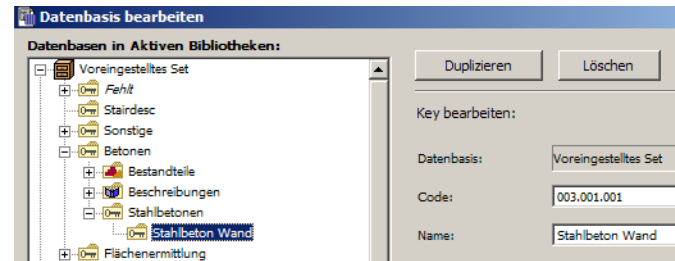 Datenbasis bearbeiten
Datenbasen in Aktiven Bibliotheken:
Voreingestelltes Set
Fehlt
Stairdesc
Sonstige
Betonen
Bestandteile
Beschreibungen
Stahlbetonen
Stahlbeton Wand
Flächenermittlung
Duplizieren Löschen
Key bearbeiten:
Datenbasis: Voreingestelltes Set
Code: 003.001.001
Name: Stahlbeton Wand